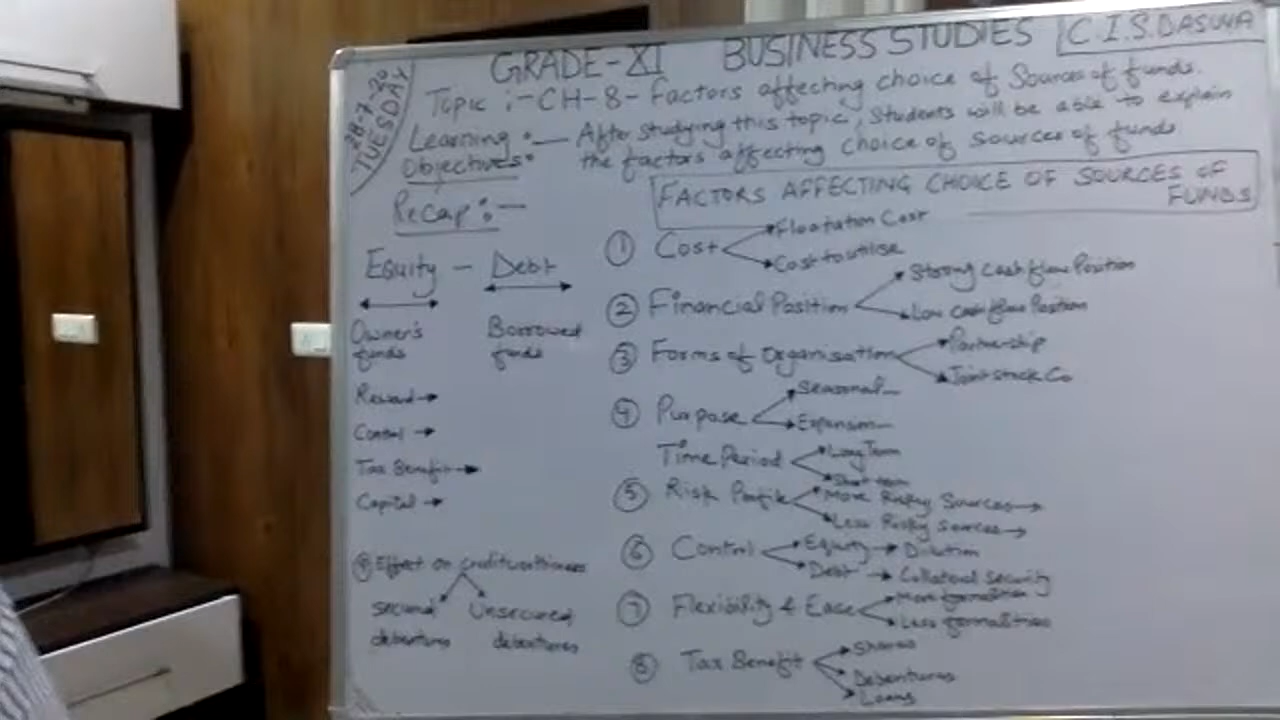 28-7-20
TUESDAY
GRADE-XI BUSINESS STUDIES C.I.S.DASUYA
Topic :- CH-8- Factors affecting choice of Sources of funds.
Learning Objectives:- After studying this topic, Students will be able to explain
the factors affecting choice of sources of funds
Recap:-
Equity - Debt
Owner's funds Borrowed funds
Reward →
Control →
Tax Benefit →
Capital →
⑨ Effect on creditworthiness
secured debentures
Unsecured debentures
FACTORS AFFECTING CHOICE OF SOURCES OF
FUNDS
① Cost
Floatation Cost
Cost to utilise
② Financial Position
Strong Cash flow Position
Low cash flow Position
③ Forms of Organisation
Partnership
Joint stock Co
④ Purpose
Seasonal
Expansion
Time Period
Long Term
Short term
⑤ Risk Profile
More Risky Sources →
Less Risky Sources →
⑥ Control
Equity → Dilution
Debt → Collateral security
⑦ Flexibility & Ease
More formalities
Less formalities
⑧ Tax Benefit
Shares
Debentures
Loans